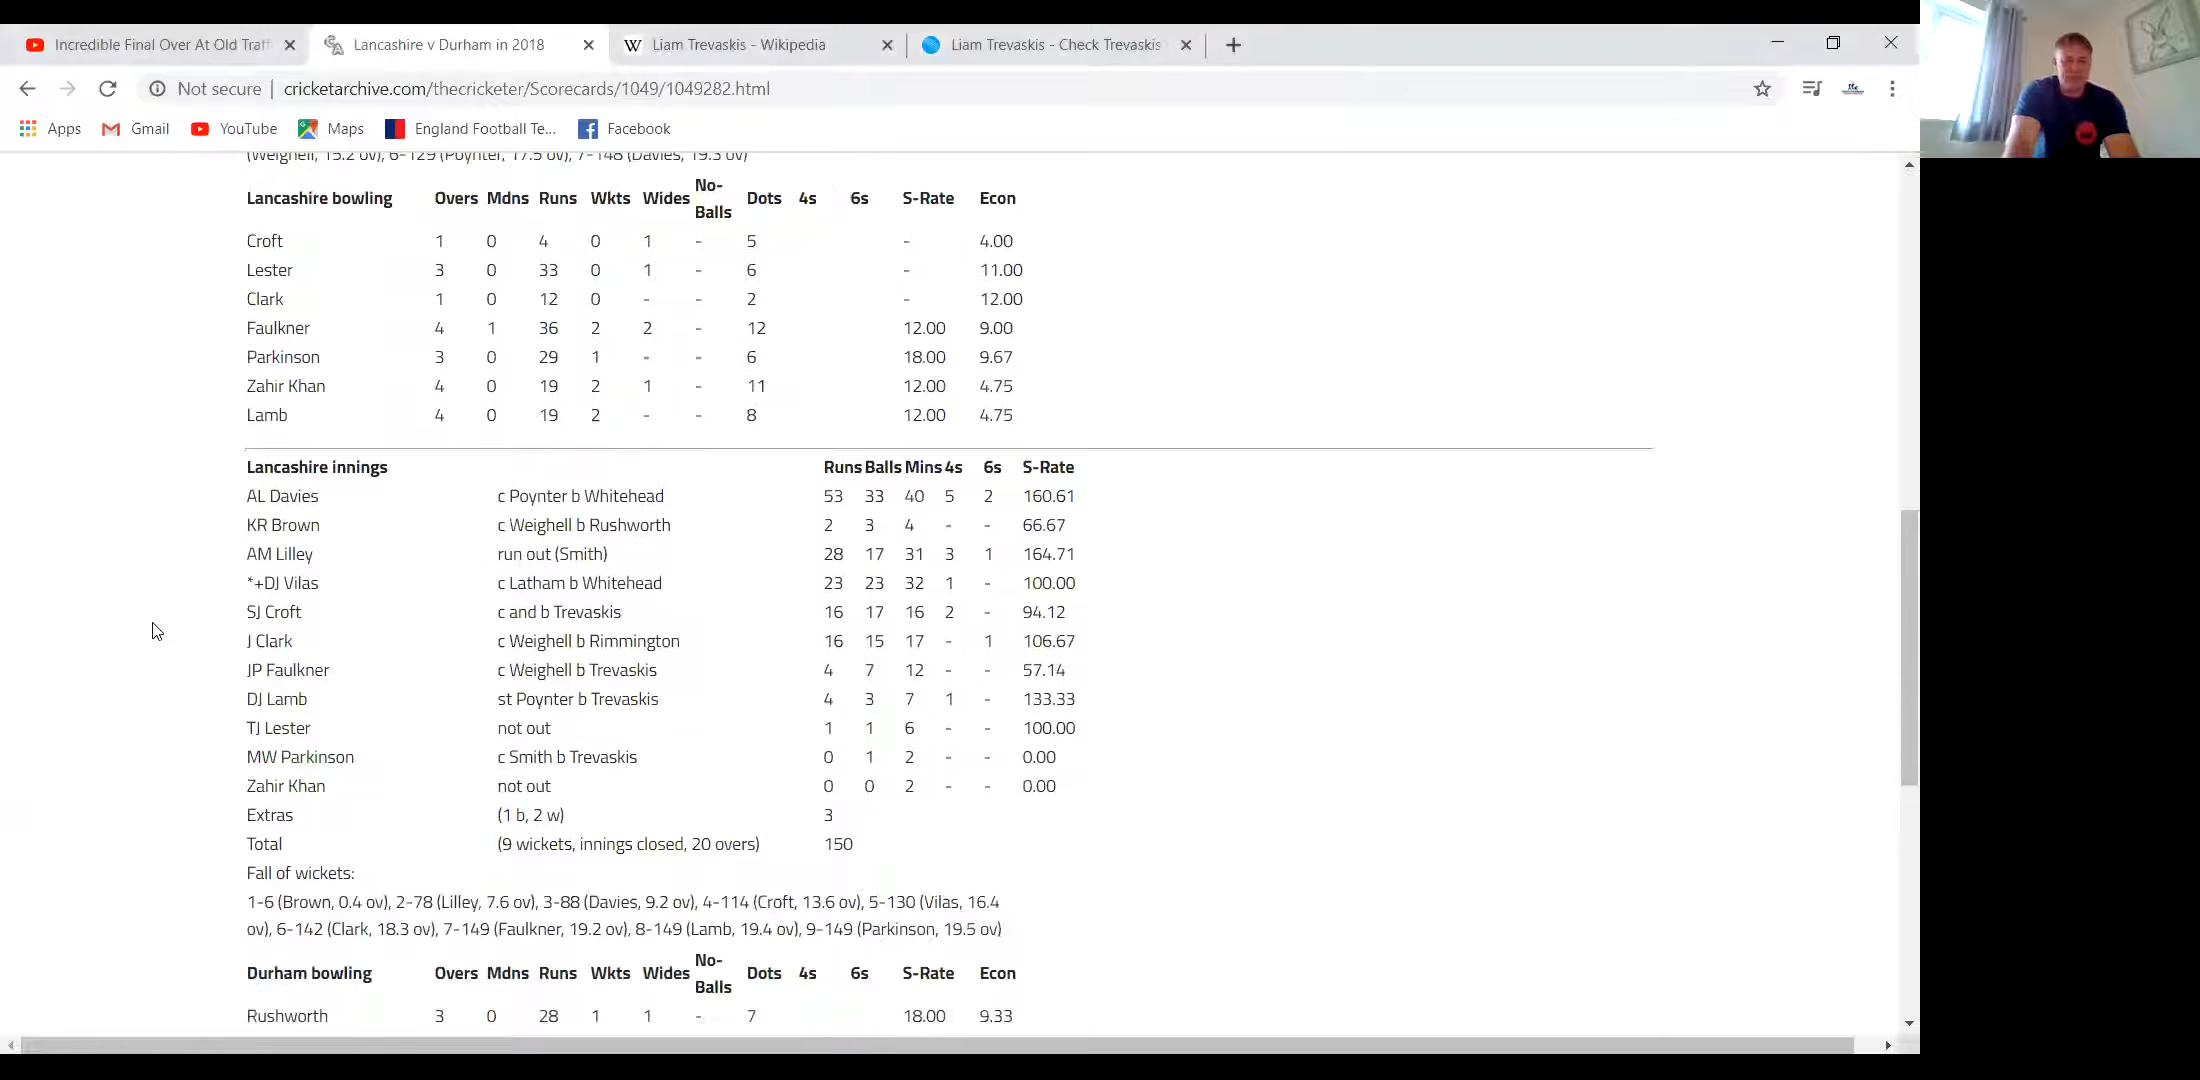 Incredible Final Over At Old Traff
Lancashire v Durham in 2018
Liam Trevaskis - Wikipedia
Liam Trevaskis - Check Trevaskis
Not secure | cricketarchive.com/thecricketer/Scorecards/1049/1049282.html
Apps Gmail YouTube Maps England Football Te... Facebook
(Weighell, 15.2 ov), 6-129 (Poynter, 17.5 ov), 7-148 (Davies, 19.3 ov)
Lancashire bowling Overs Mdns Runs Wkts Wides No-Balls Dots 4s 6s S-Rate Econ
Croft 1 0 4 0 1 - 5 - 4.00
Lester 3 0 33 0 1 - 6 - 11.00
Clark 1 0 12 0 - - 2 - 12.00
Faulkner 4 1 36 2 2 - 12 12.00 9.00
Parkinson 3 0 29 1 - - 6 18.00 9.67
Zahir Khan 4 0 19 2 1 - 11 12.00 4.75
Lamb 4 0 19 2 - - 8 12.00 4.75
Lancashire innings Runs Balls Mins 4s 6s S-Rate
AL Davies c Poynter b Whitehead 53 33 40 5 2 160.61
KR Brown c Weighell b Rushworth 2 3 4 - - 66.67
AM Lilley run out (Smith) 28 17 31 3 1 164.71
*+DJ Vilas c Latham b Whitehead 23 23 32 1 - 100.00
SJ Croft c and b Trevaskis 16 17 16 2 - 94.12
J Clark c Weighell b Rimmington 16 15 17 - 1 106.67
JP Faulkner c Weighell b Trevaskis 4 7 12 - - 57.14
DJ Lamb st Poynter b Trevaskis 4 3 7 1 - 133.33
TJ Lester not out 1 1 6 - - 100.00
MW Parkinson c Smith b Trevaskis 0 1 2 - - 0.00
Zahir Khan not out 0 0 2 - - 0.00
Extras (1 b, 2 w) 3
Total (9 wickets, innings closed, 20 overs) 150
Fall of wickets:
1-6 (Brown, 0.4 ov), 2-78 (Lilley, 7.6 ov), 3-88 (Davies, 9.2 ov), 4-114 (Croft, 13.6 ov), 5-130 (Vilas, 16.4
ov), 6-142 (Clark, 18.3 ov), 7-149 (Faulkner, 19.2 ov), 8-149 (Lamb, 19.4 ov), 9-149 (Parkinson, 19.5 ov)
Durham bowling Overs Mdns Runs Wkts Wides No-Balls Dots 4s 6s S-Rate Econ
Rushworth 3 0 28 1 1 - 7 18.00 9.33